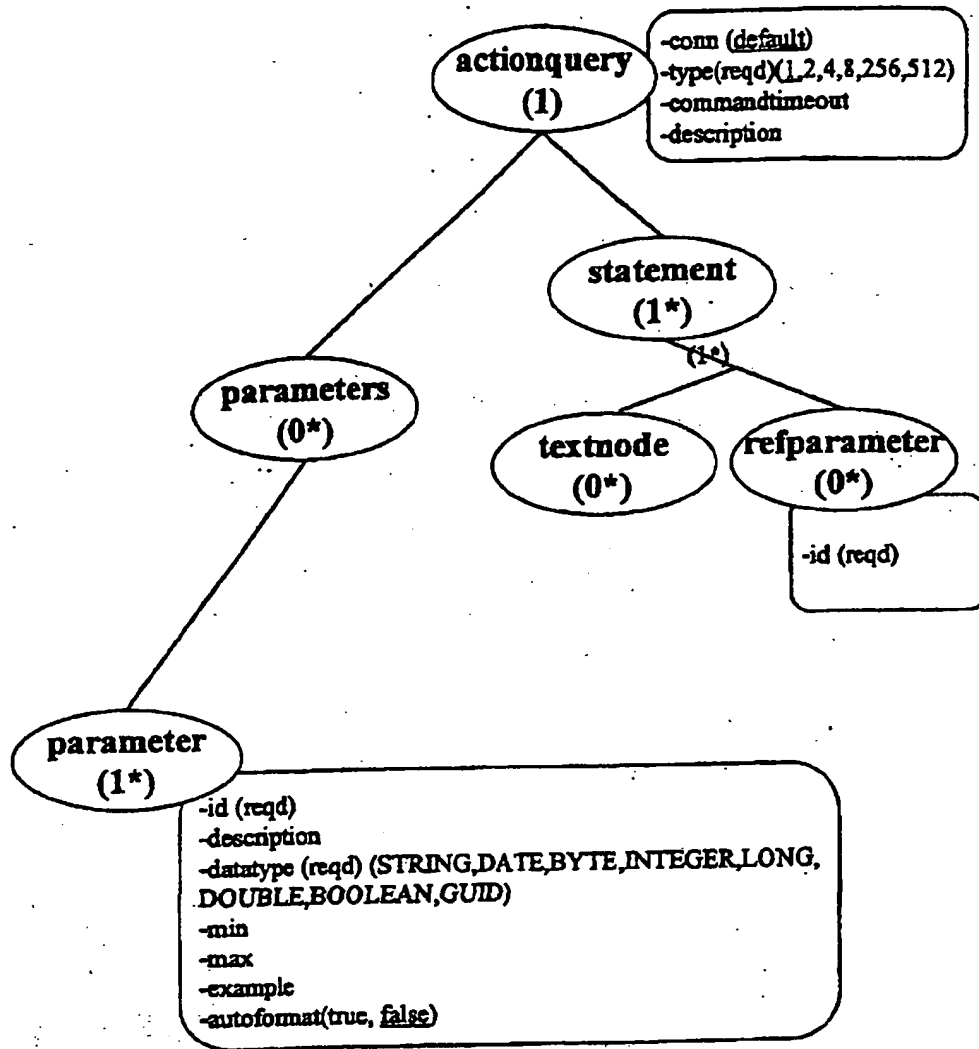 actionquery
(1)
-conn (default)
-type(reqd)(1,2,4,8,256,512)
-commandtimeout
-description
statement
(1*)
(1*)
parameters
(0*)
textnode
(0*)
refparameter
(0*)
-id (reqd)
parameter
(1*)
-id (reqd)
-description
-datatype (reqd) (STRING,DATE,BYTE,INTEGER,LONG,
DOUBLE,BOOLEAN,GUID)
-min
-max
-example
-autoformat(true, false)